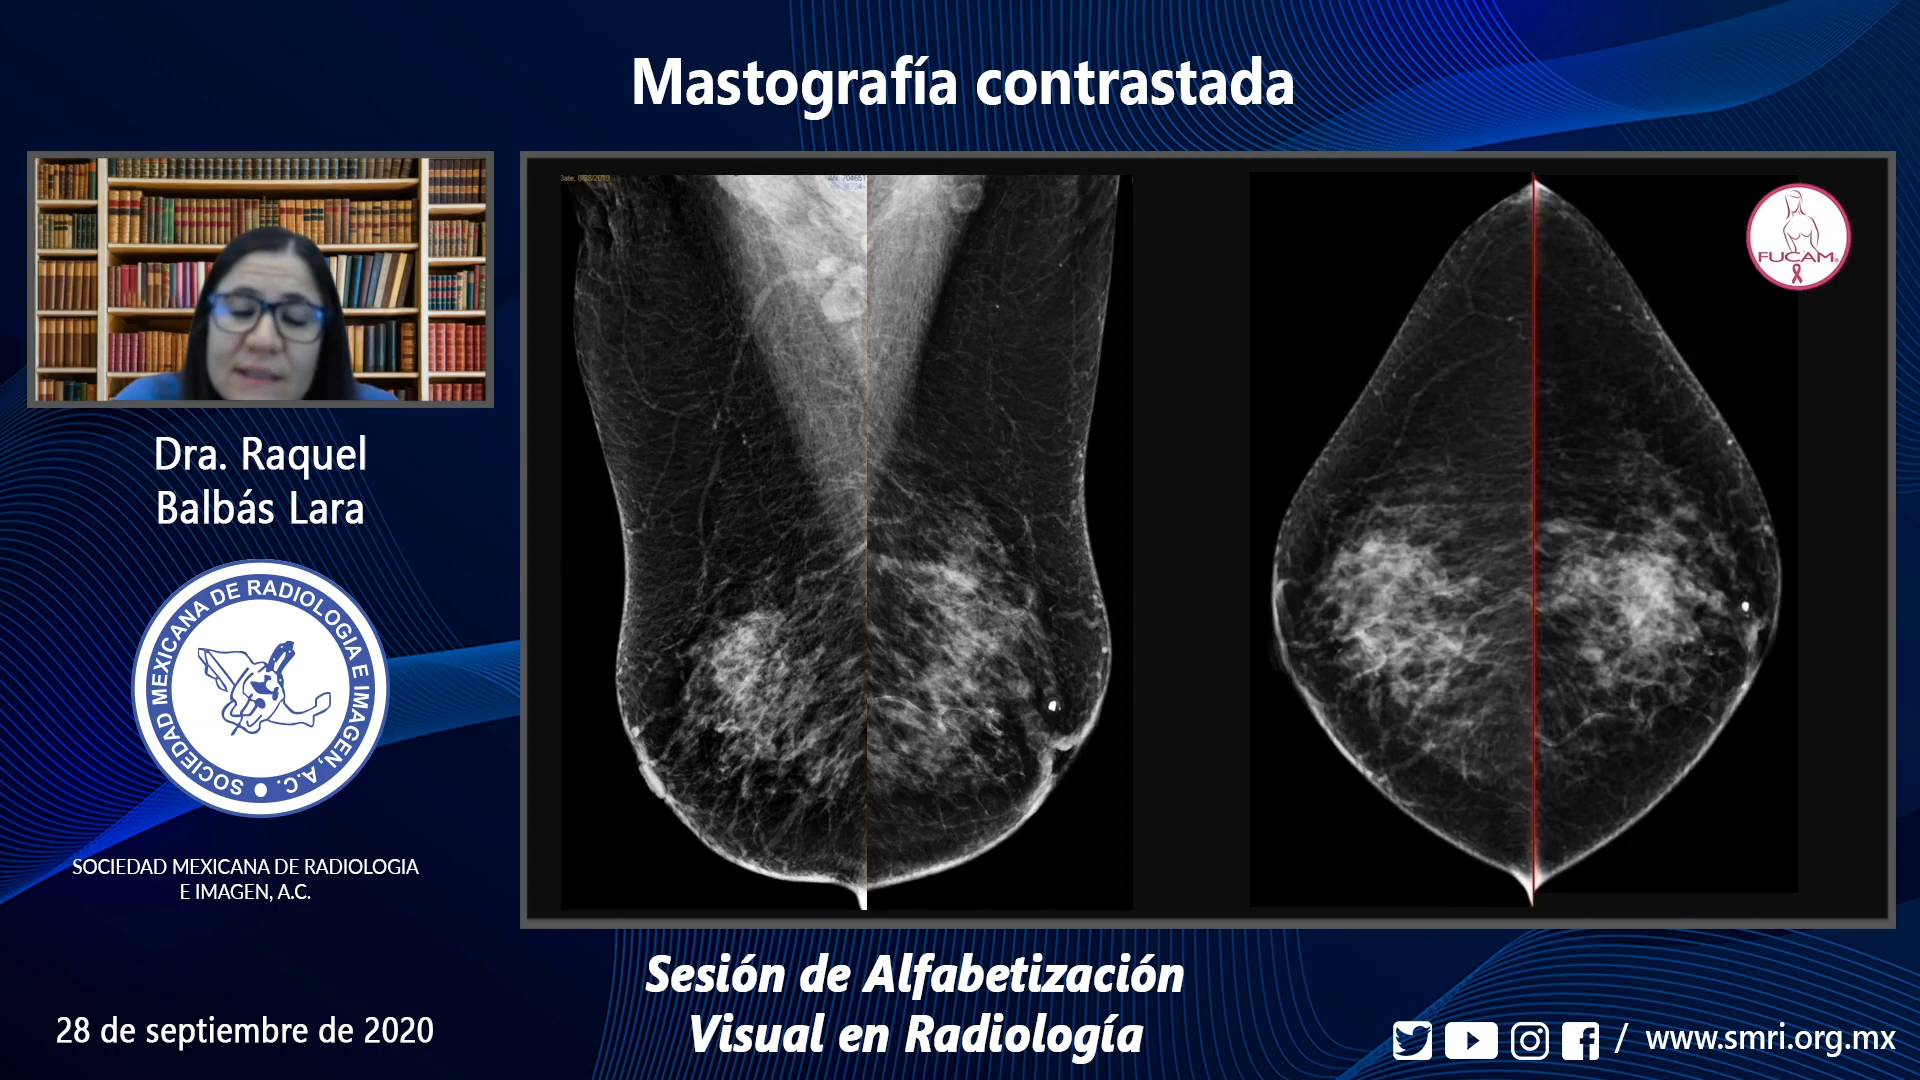 Mastografía contrastada
Dra. Raquel
Balbás Lara
SOCIEDAD MEXICANA DE RADIOLOGIA E IMAGEN, A.C.
SOCIEDAD MEXICANA DE RADIOLOGIA
E IMAGEN, A.C.
28 de septiembre de 2020
FUCAM
Sesión de Alfabetización
Visual en Radiología
/ www.smri.org.mx